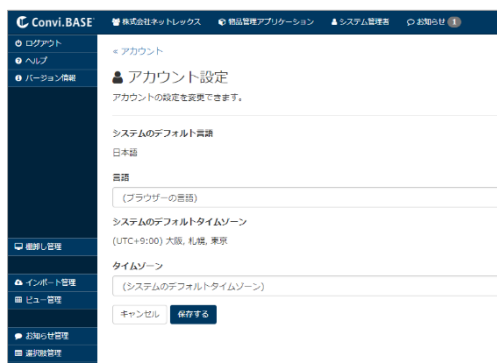 Convi.BASE
株式会社ネットレックス
物品管理アプリケーション
システム管理者
お知らせ 1
ログアウト
ヘルプ
バージョン情報
棚卸し管理
インポート管理
ビュー管理
お知らせ管理
選択肢管理
« アカウント
アカウント設定
アカウントの設定を変更できます。
システムのデフォルト言語
日本語
言語
(ブラウザーの言語)
システムのデフォルトタイムゾーン
(UTC+9:00) 大阪, 札幌, 東京
タイムゾーン
(システムのデフォルトタイムゾーン)
キャンセル 保存する